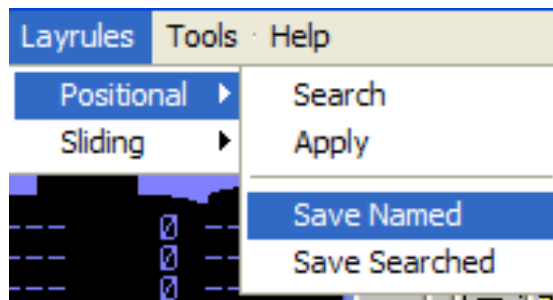 Layrules Tools Help
Positional Search
Sliding Apply
Save Named
--- 0 --
--- 0 -- Save Searched
--- 0 --